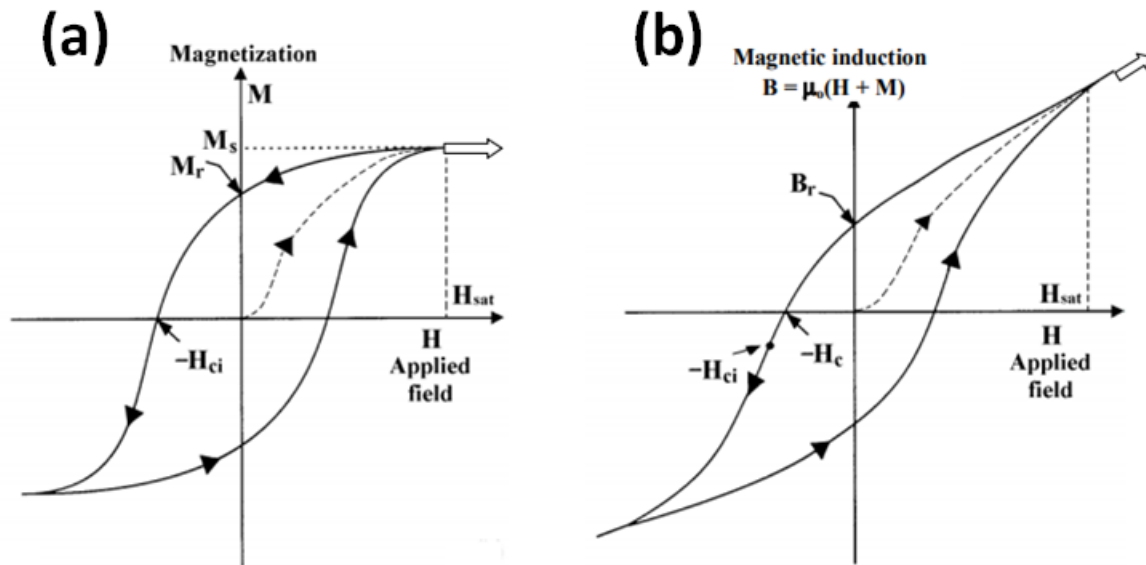 (a)
Magnetization
M
Mₛ
Mᵣ
Hsat
−Hci
H
Applied
field
(b)
Magnetic induction
B = μₒ(H + M)
Bᵣ
Hsat
−Hci
−Hc
H
Applied
field